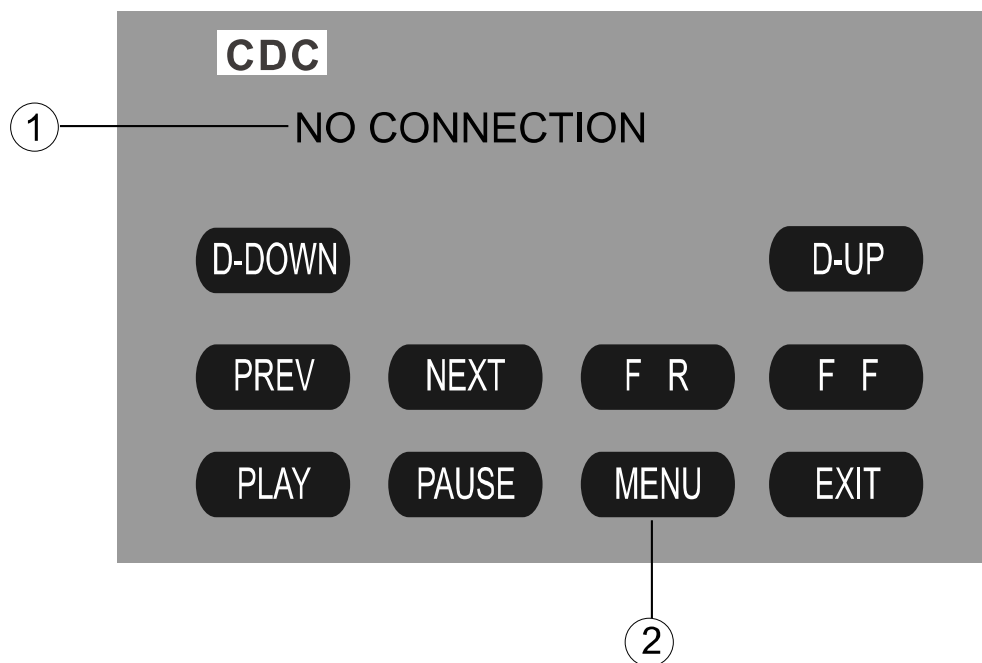 CDC
1 NO CONNECTION
D-DOWN D-UP
PREV NEXT F R F F
PLAY PAUSE MENU EXIT
2